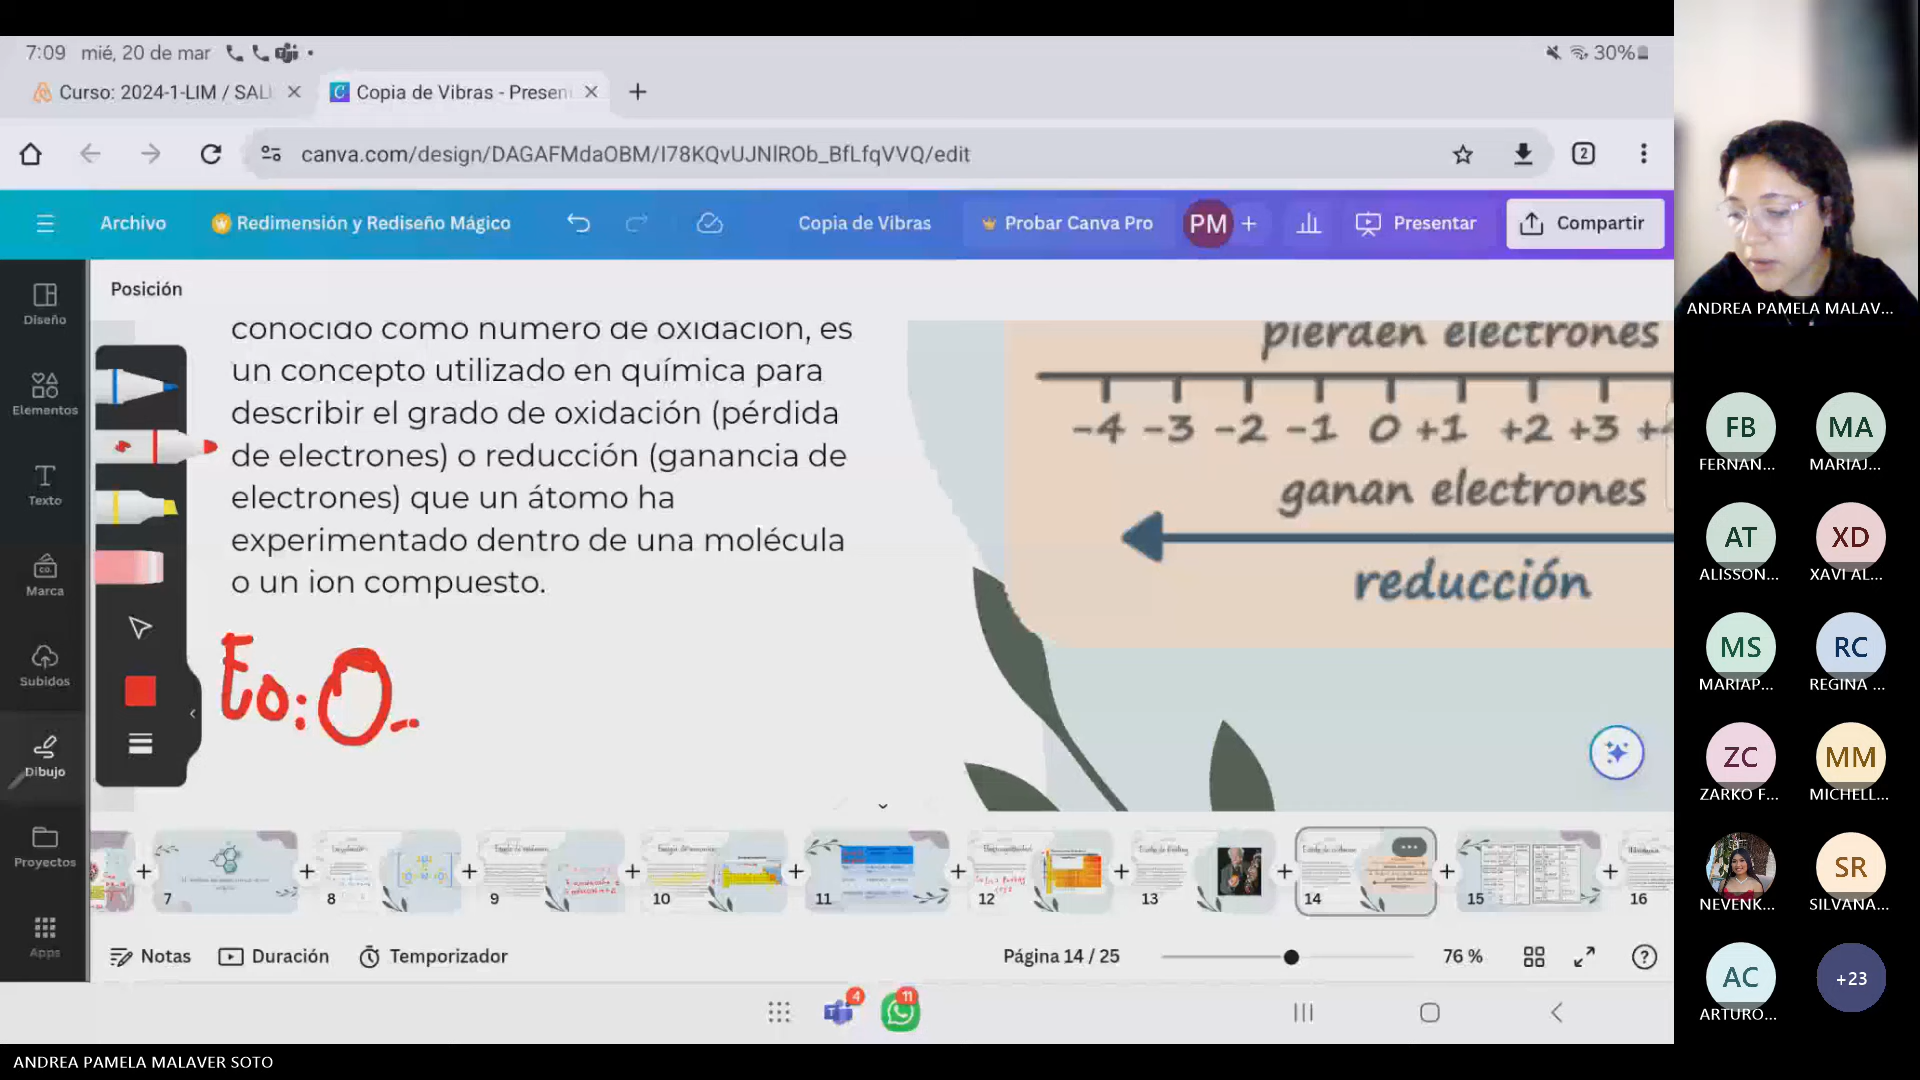 7:09 mié, 20 de mar
30%
Curso: 2024-1-LIM / SAL
Copia de Vibras - Presen
canva.com/design/DAGAFMdaOBM/I78KQvUJNlROb_BfLfqVVQ/edit
2
Archivo
Redimensión y Rediseño Mágico
Copia de Vibras
Probar Canva Pro
PM
Presentar
Compartir
Posición
Diseño
Elementos
Texto
Marca
Subidos
Dibujo
Proyectos
Apps
conocido como número de oxidación, es
un concepto utilizado en química para
describir el grado de oxidación (pérdida
de electrones) o reducción (ganancia de
electrones) que un átomo ha
experimentado dentro de una molécula
o un ion compuesto.
Eo: O
pierden electrones
-4 -3 -2 -1 0 +1 +2 +3 +4
ganan electrones
reducción
7
8
9
10
11
12
13
14
15
16
Notas
Duración
Temporizador
Página 14 / 25
76 %
4
11
ANDREA PAMELA MALAVER SOTO
ANDREA PAMELA MALAV...
FB
FERNAN...
MA
MARIAJ...
AT
ALISSON...
XD
XAVI AL...
MS
MARIAP...
RC
REGINA ...
ZC
ZARKO F...
MM
MICHELL...
NEVENK...
SR
SILVANA...
AC
ARTURO...
+23